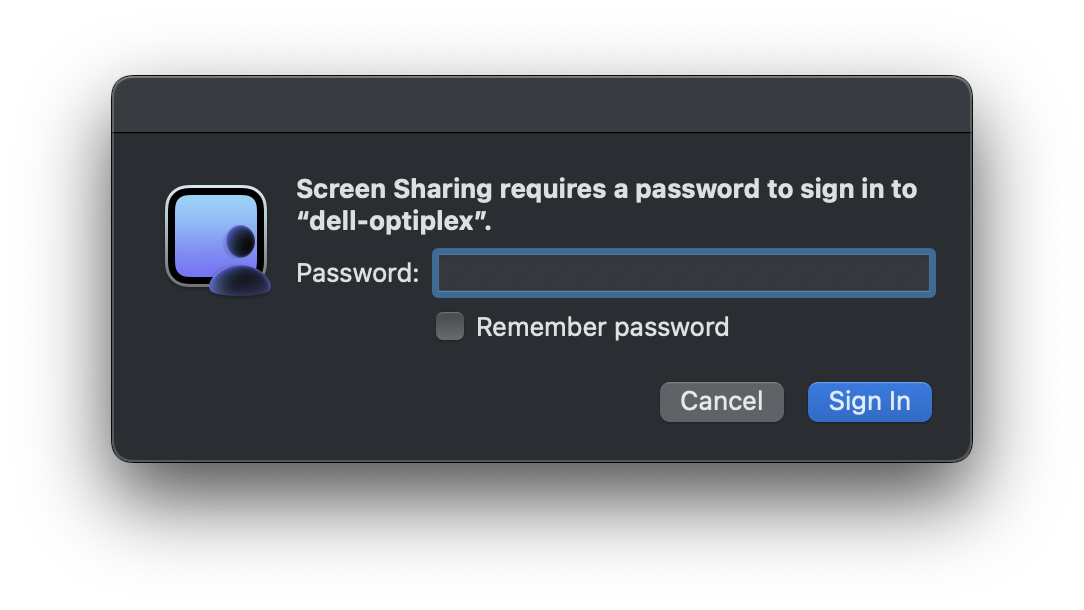 Screen Sharing requires a password to sign in to
“dell-optiplex”.
Password:
Remember password
Cancel
Sign In